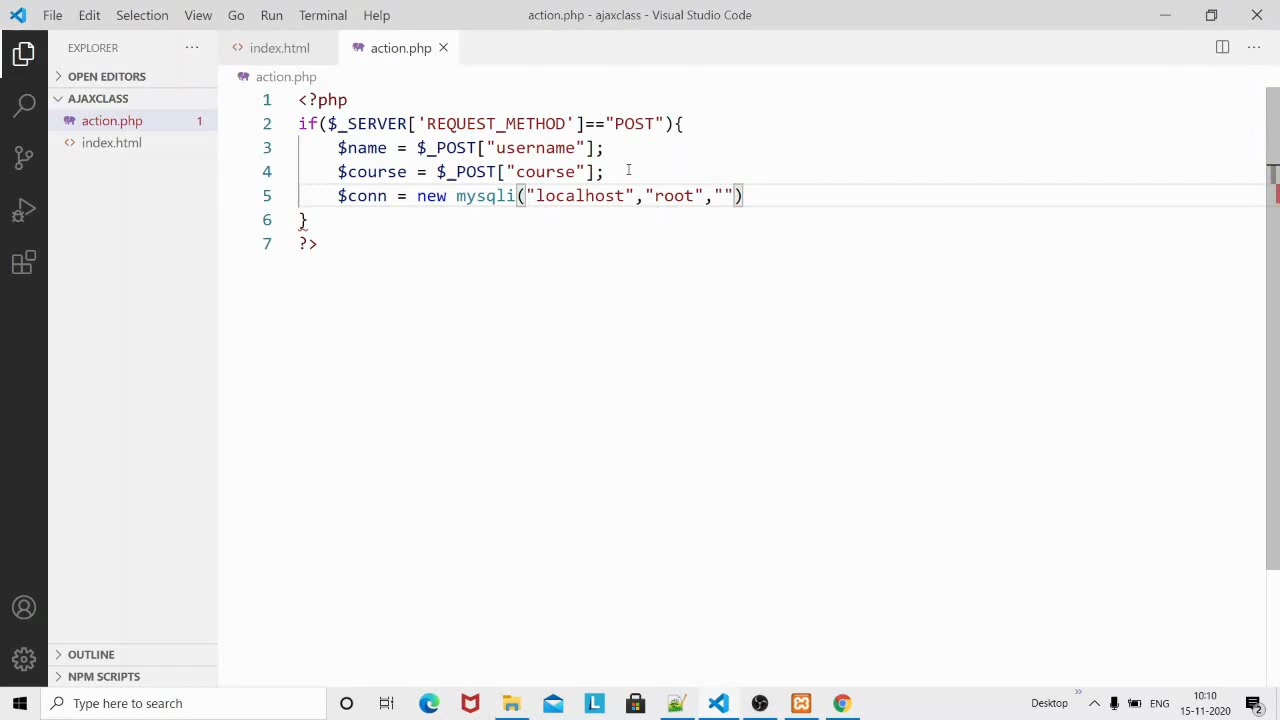 File Edit Selection View Go Run Terminal Help action.php - ajaxclass - Visual Studio Code
EXPLORER ···
OPEN EDITORS
AJAXCLASS
action.php 1
index.html
OUTLINE
NPM SCRIPTS
index.html action.php
action.php
1 <?php
2 if($_SERVER['REQUEST_METHOD']=="POST"){
3 $name = $_POST["username"];
4 $course = $_POST["course"];
5 $conn = new mysqli("localhost","root","")
6 }
7 ?>
Type here to search
Desktop » ENG 10:10
15-11-2020 2